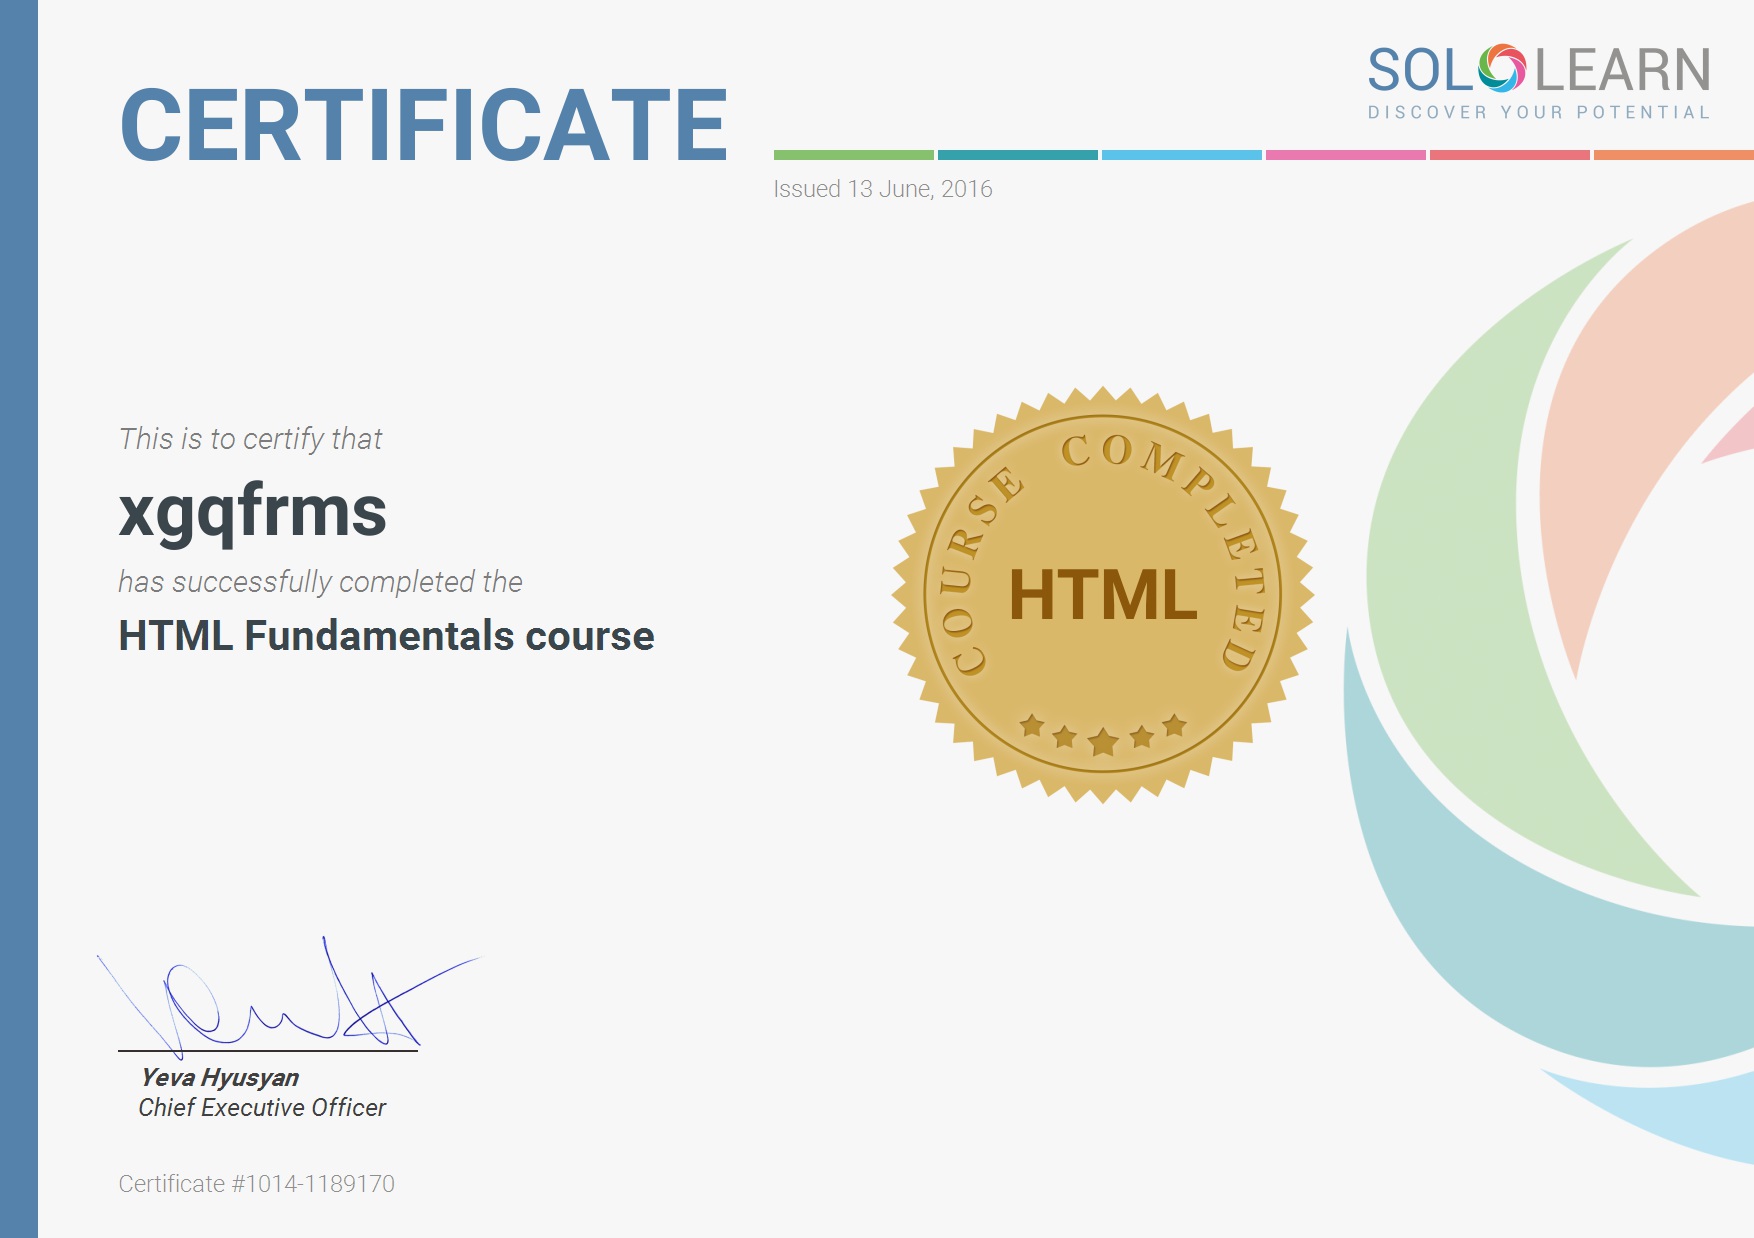 CERTIFICATE
SOLOLEARN
DISCOVER YOUR POTENTIAL
Issued 13 June, 2016
This is to certify that
xgqfrms
has successfully completed the
HTML Fundamentals course
COURSE COMPLETED
HTML
Yeva Hyusyan
Chief Executive Officer
Certificate #1014-1189170